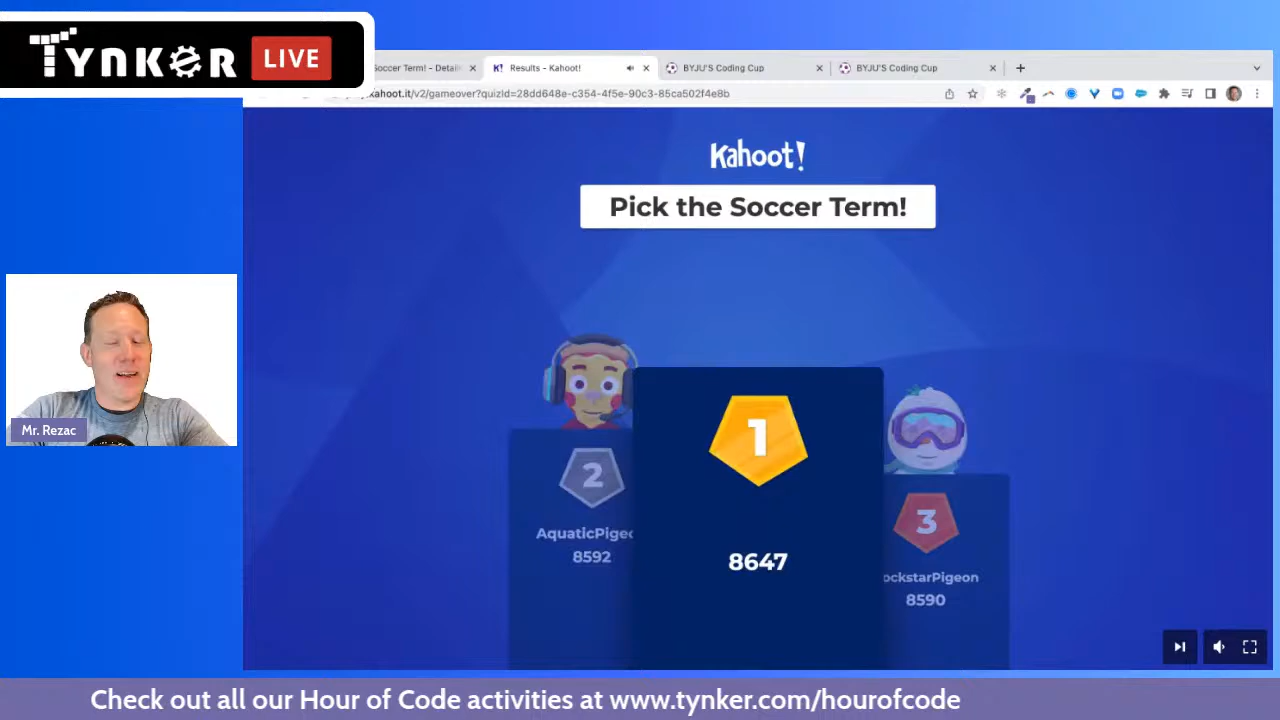 TYNKER LIVE
Soccer Term! - Detail
Results - Kahoot!
BYJU'S Coding Cup
BYJU'S Coding Cup
kahoot.it/v2/gameover?quizId=28dd648e-c354-4f5e-90c3-85ca502f4e8b
Kahoot!
Pick the Soccer Term!
1
8647
2
AquaticPigeo
8592
3
ockstarPigeon
8590
Mr. Rezac
Check out all our Hour of Code activities at www.tynker.com/hourofcode